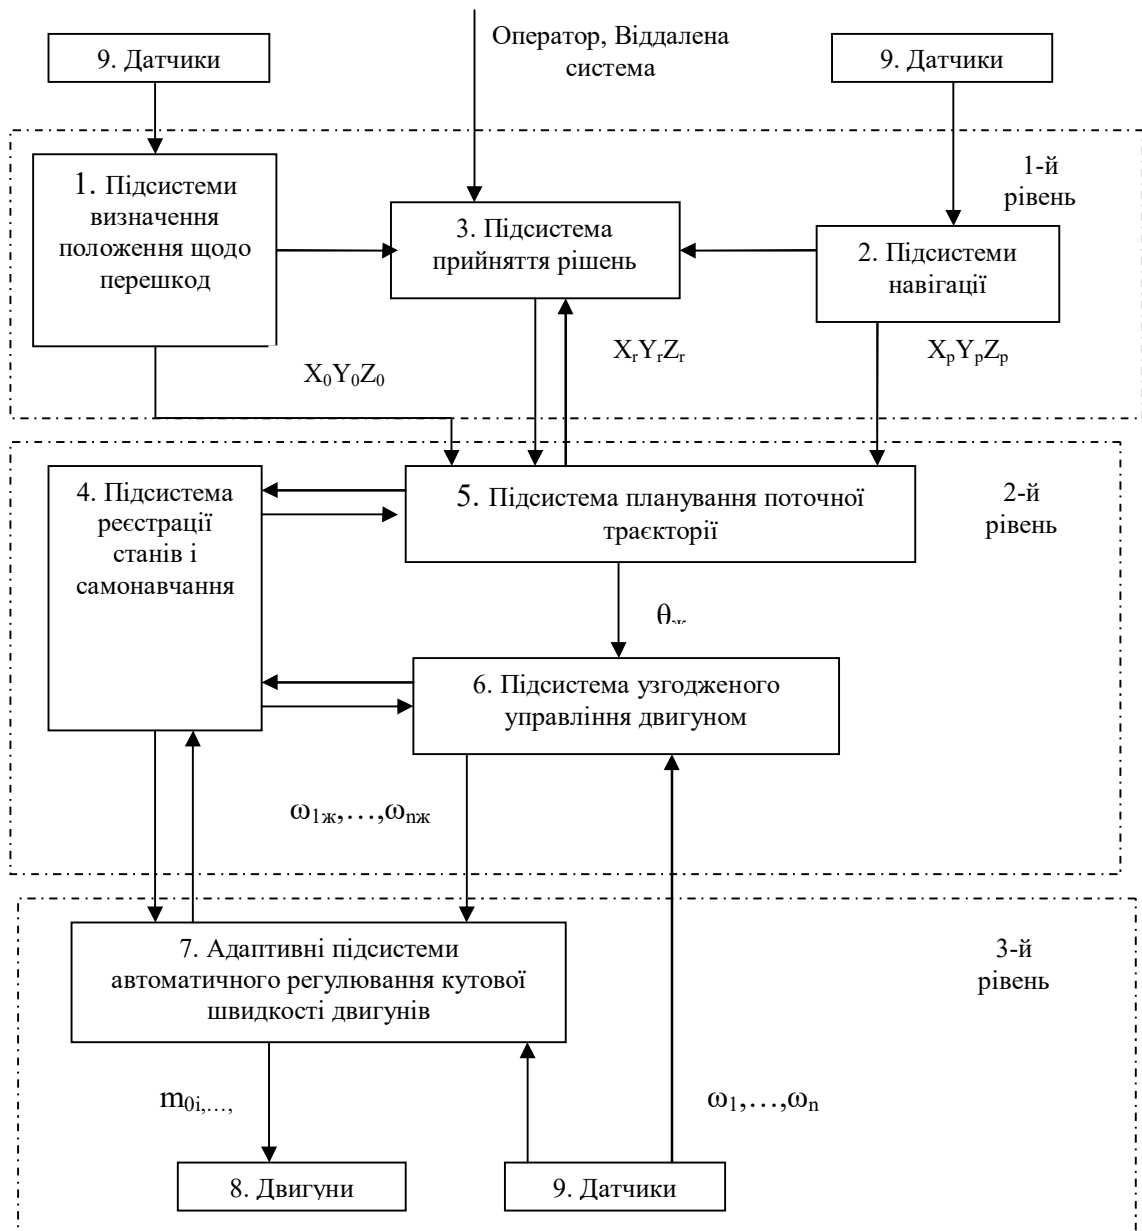 Оператор, Віддалена
система
9. Датчики
9. Датчики
1-й
рівень
1. Підсистеми
визначення
положення щодо
перешкод
3. Підсистема
прийняття рішень
2. Підсистеми
навігації
X₀Y₀Z₀
XᵣYᵣZᵣ
XₚYₚZₚ
4. Підсистема
реєстрації
станів і
самонавчання
5. Підсистема планування поточної
траєкторії
2-й
рівень
θж
6. Підсистема узгодженого
управління двигуном
ω1ж,…,ωnж
7. Адаптивні підсистеми
автоматичного регулювання кутової
швидкості двигунів
3-й
рівень
m0i,…,
ω₁,…,ωₙ
8. Двигуни
9. Датчики